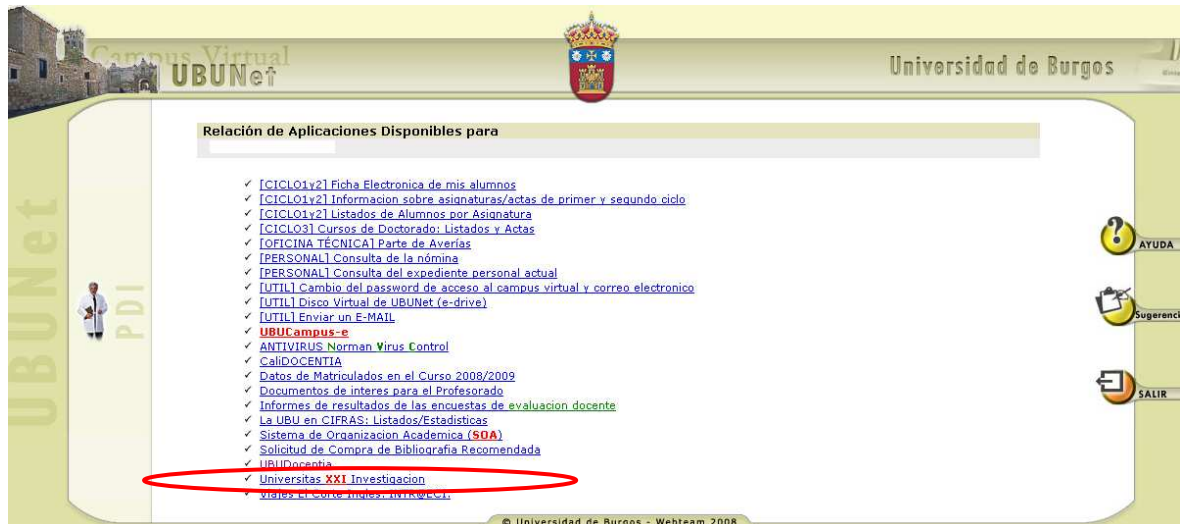 Campus Virtual
UBUNet
Universidad de Burgos
Relación de Aplicaciones Disponibles para
[CICLO1y2] Ficha Electronica de mis alumnos
[CICLO1y2] Informacion sobre asignaturas/actas de primer y segundo ciclo
[CICLO1y2] Listados de Alumnos por Asignatura
[CICLO3] Cursos de Doctorado: Listados y Actas
[OFICINA TÉCNICA] Parte de Averías
[PERSONAL] Consulta de la nómina
[PERSONAL] Consulta del expediente personal actual
[UTIL] Cambio del password de acceso al campus virtual y correo electronico
[UTIL] Disco Virtual de UBUNet (e-drive)
[UTIL] Enviar un E-MAIL
UBUCampus-e
ANTIVIRUS Norman Virus Control
CaliDOCENTIA
Datos de Matriculados en el Curso 2008/2009
Documentos de interes para el Profesorado
Informes de resultados de las encuestas de evaluacion docente
La UBU en CIFRAS: Listados/Estadisticas
Sistema de Organizacion Academica (SOA)
Solicitud de Compra de Bibliografia Recomendada
UBUDocentia
Universitas XXI Investigacion
Viajes El Corte Ingles: INTR@ECI.
UBUNet
PDI
AYUDA
Sugerenci
SALIR
© Universidad de Burgos - Webteam 2008